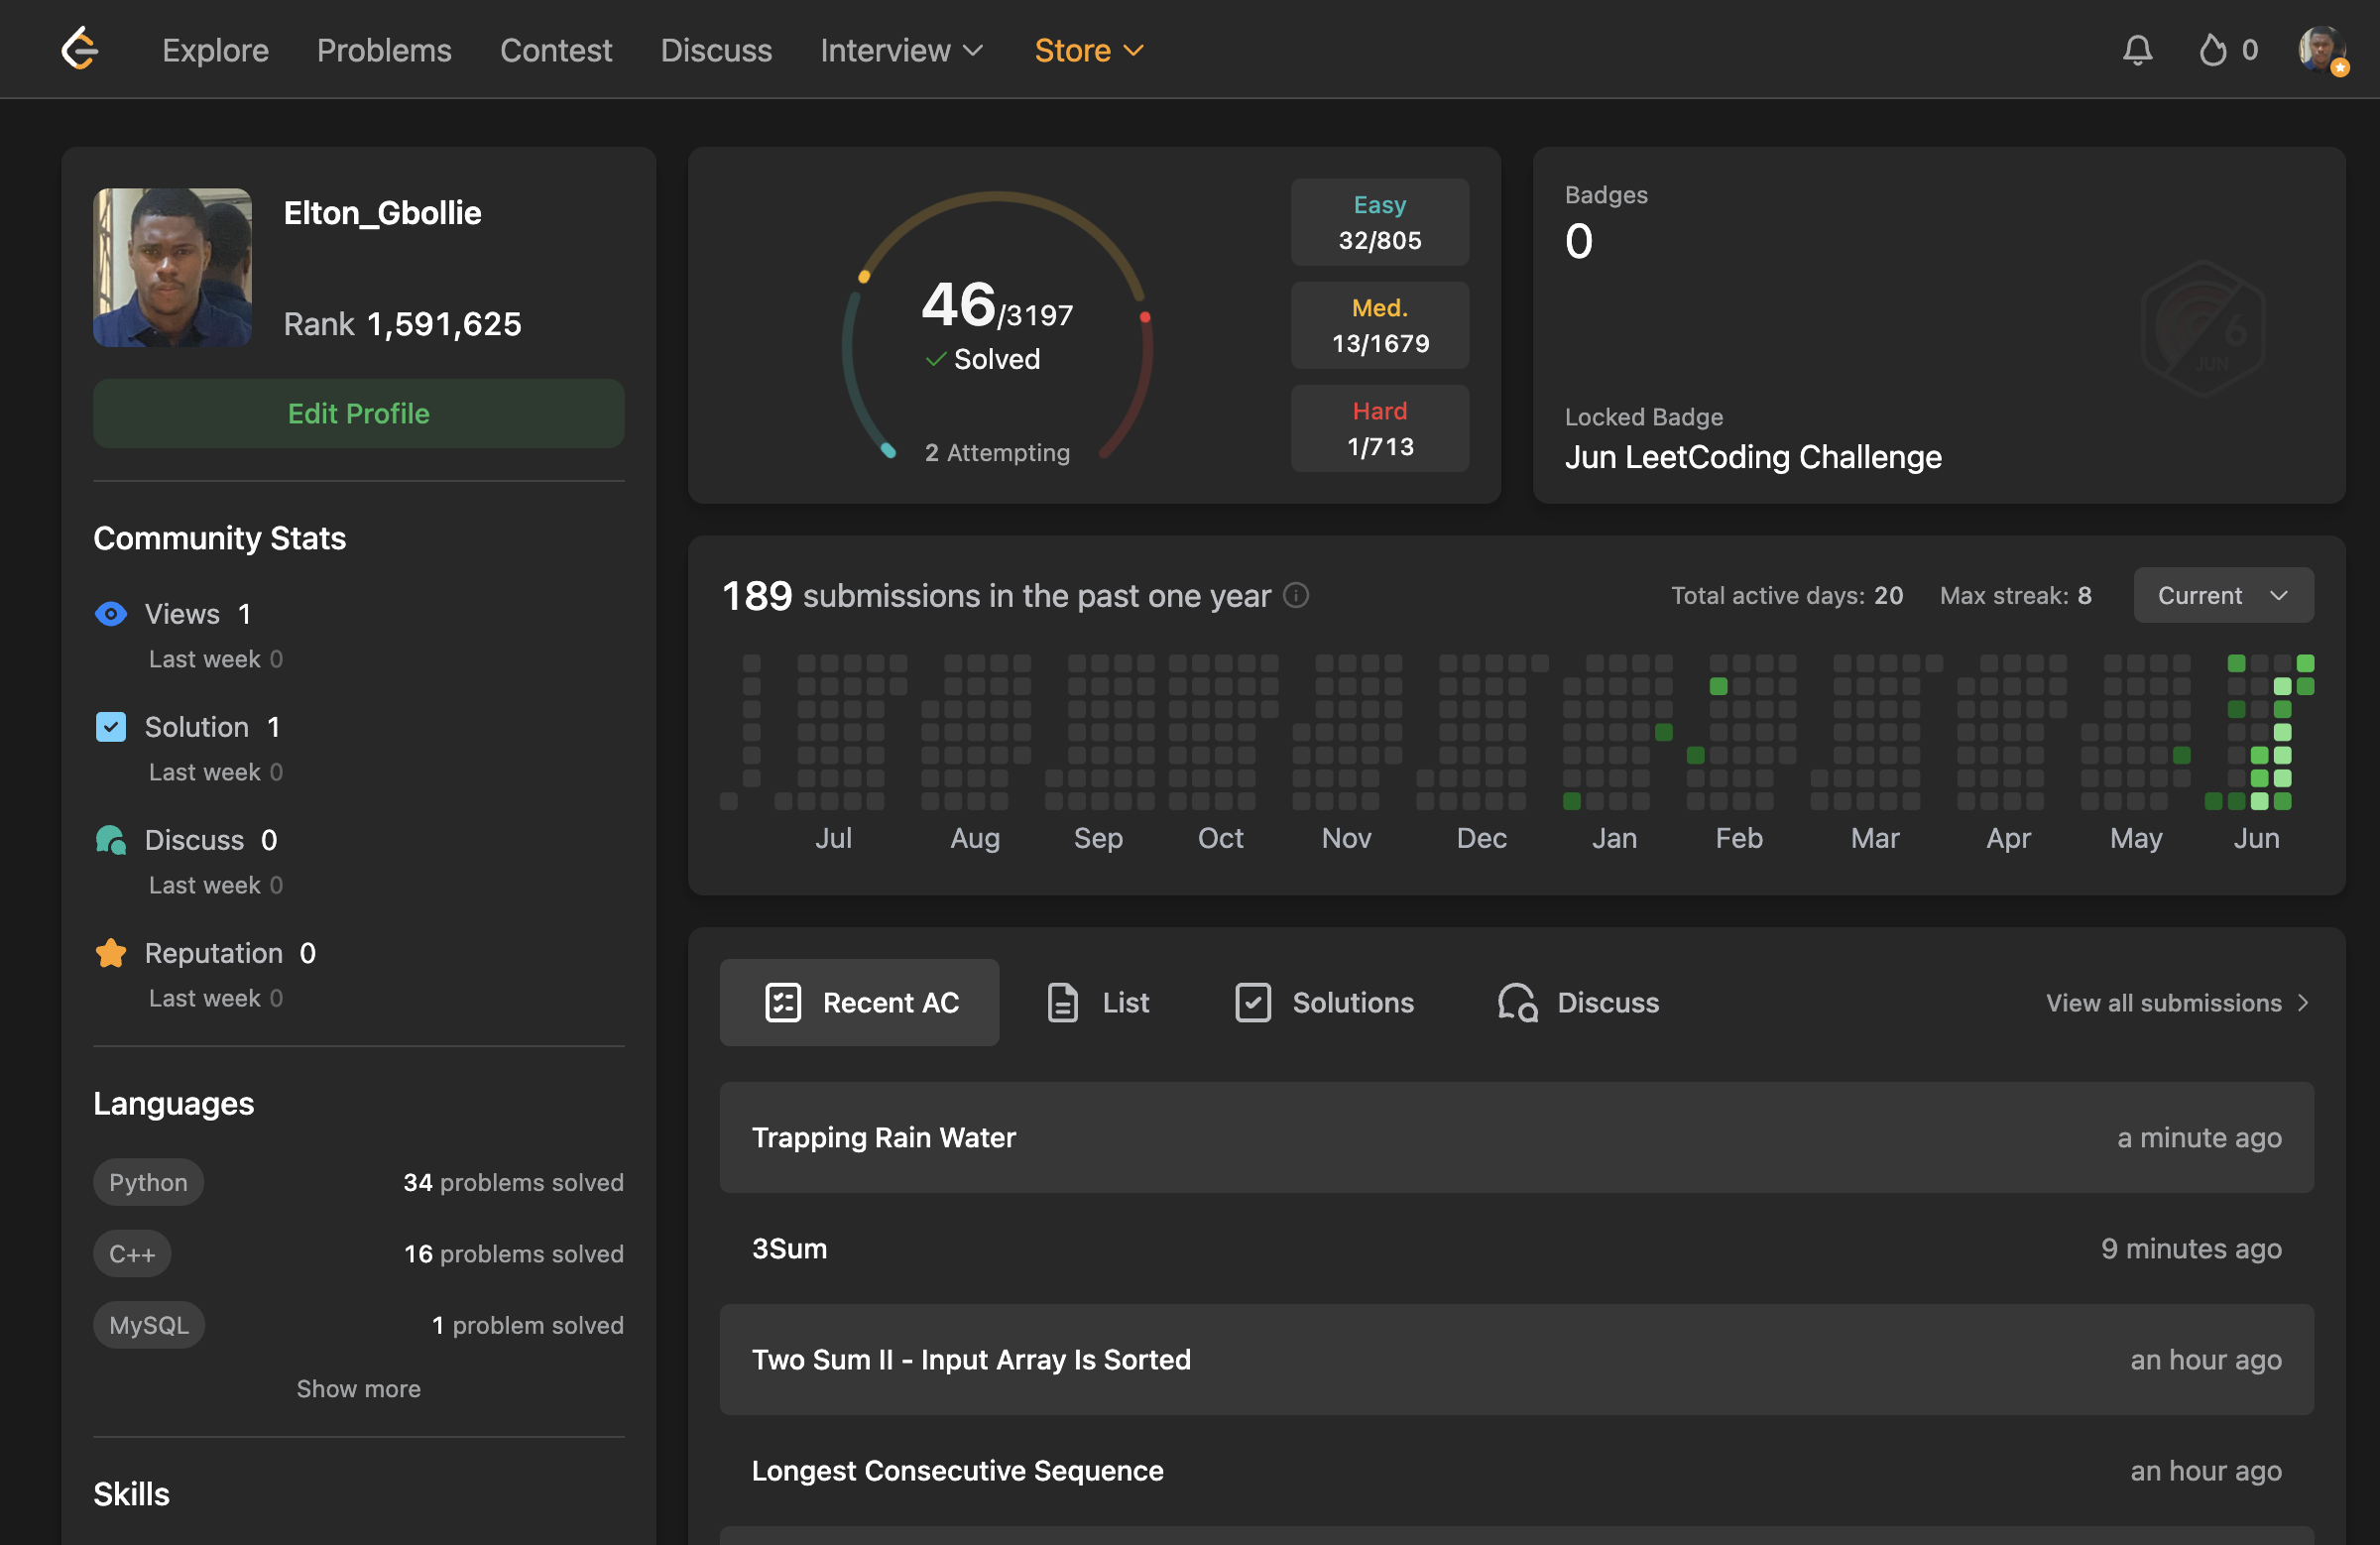 Explore Problems Contest Discuss Interview Store 0
Elton_Gbollie
Rank 1,591,625
Edit Profile
Community Stats
Views 1
Last week 0
Solution 1
Last week 0
Discuss 0
Last week 0
Reputation 0
Last week 0
Languages
Python 34 problems solved
C++ 16 problems solved
MySQL 1 problem solved
Show more
Skills
46/3197
Solved
2 Attempting
Easy
32/805
Med.
13/1679
Hard
1/713
Badges
0
6
JUN
Locked Badge
Jun LeetCoding Challenge
189 submissions in the past one year Total active days: 20 Max streak: 8 Current
Jul Aug Sep Oct Nov Dec Jan Feb Mar Apr May Jun
Recent AC List Solutions Discuss View all submissions
Trapping Rain Water a minute ago
3Sum 9 minutes ago
Two Sum II - Input Array Is Sorted an hour ago
Longest Consecutive Sequence an hour ago